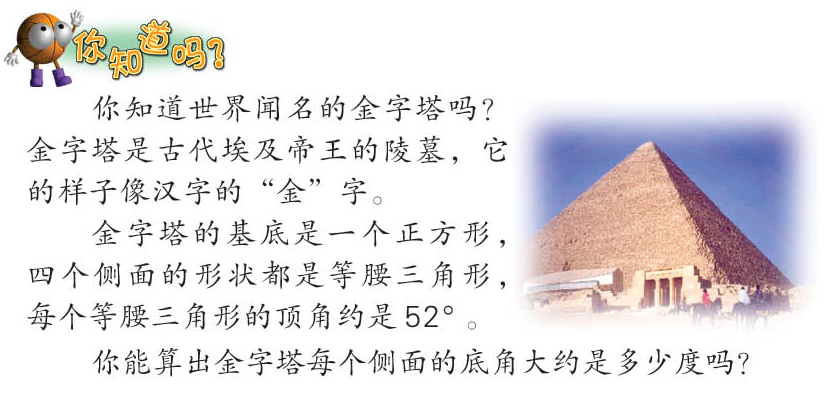 你知道吗？
你知道世界闻名的金字塔吗？
金字塔是古代埃及帝王的陵墓，它
的样子像汉字的“金”字。
金字塔的基底是一个正方形，
四个侧面的形状都是等腰三角形，
每个等腰三角形的顶角约是52°。
你能算出金字塔每个侧面的底角大约是多少度吗？